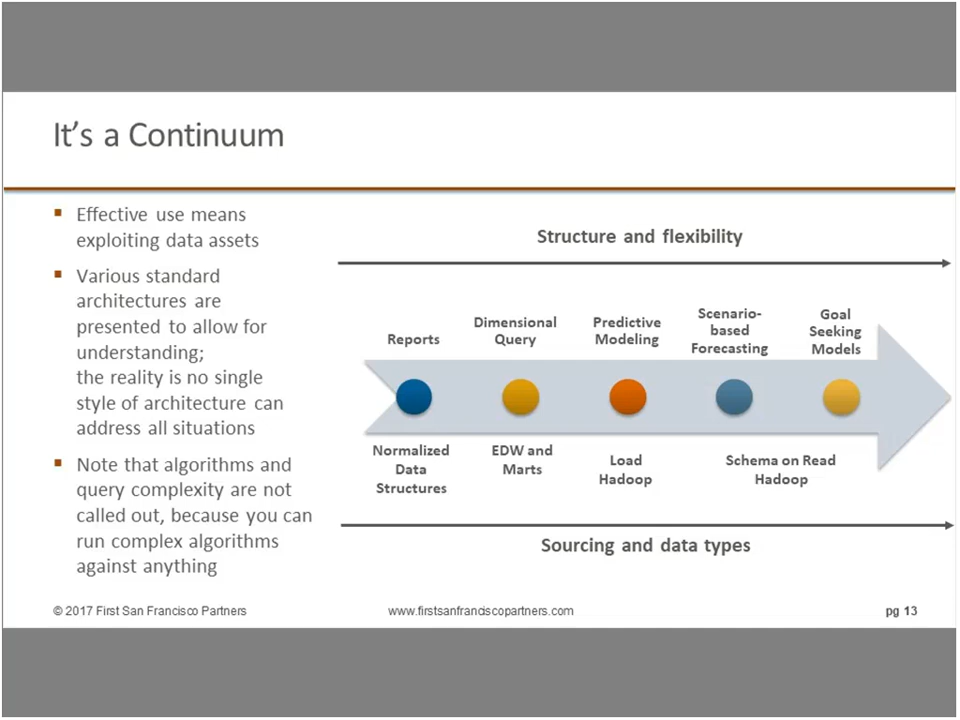 It’s a Continuum
Effective use means
exploiting data assets
Various standard
architectures are
presented to allow for
understanding;
the reality is no single
style of architecture can
address all situations
Note that algorithms and
query complexity are not
called out, because you can
run complex algorithms
against anything
Structure and flexibility
Reports
Dimensional
Query
Predictive
Modeling
Scenario-
based
Forecasting
Goal
Seeking
Models
Normalized
Data
Structures
EDW and
Marts
Load
Hadoop
Schema on Read
Hadoop
Sourcing and data types
© 2017 First San Francisco Partners
www.firstsanfranciscopartners.com
pg 13